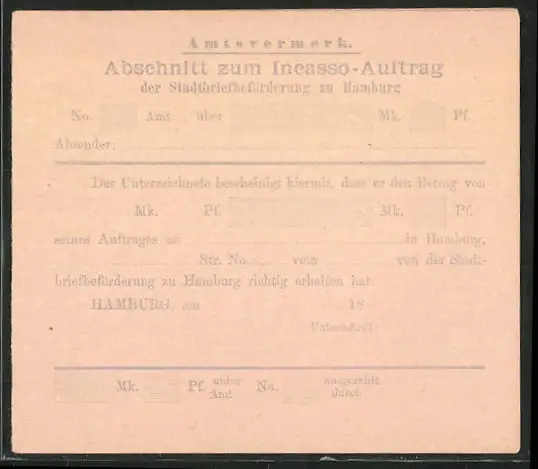 Amtsvermerk.
Abschnitt zum Incasso-Auftrag
der Stadtbriefbeförderung zu Hamburg
No. Amt über Mk. Pf.
Absender:
Der Unterzeichnete bescheinigt hiermit, dass er den Betrag von
Mk. Pf. Mk. Pf.
seines Auftrages an in Hamburg,
Str. No. vom von der Stadt-
briefbeförderung zu Hamburg richtig erhalten hat.
HAMBURG, den 18
Unterschrift:
Mk. Pf. unter Amt No. ausgezahlt durch